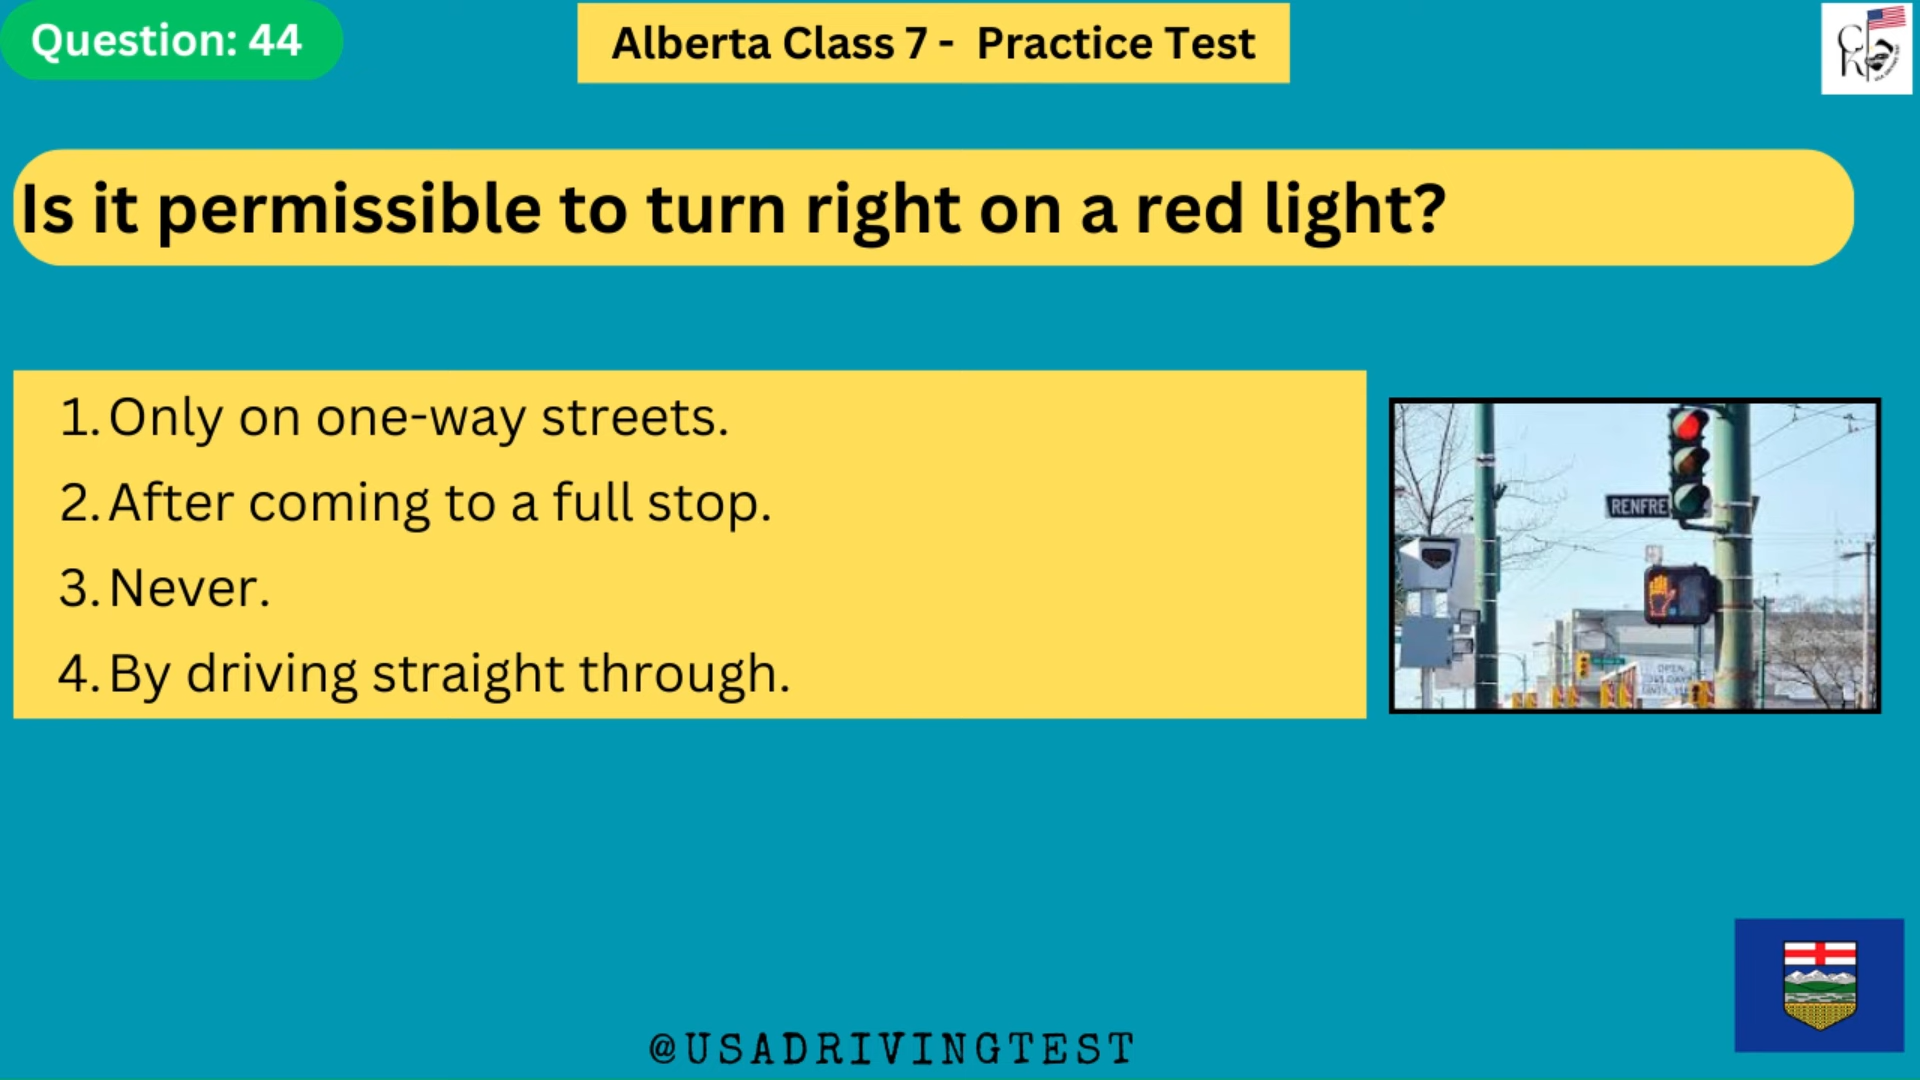 Question: 44
Alberta Class 7 - Practice Test
Is it permissible to turn right on a red light?
1. Only on one-way streets.
2. After coming to a full stop.
3. Never.
4. By driving straight through.
RENFRE
OPEN
@USADRIVINGTEST